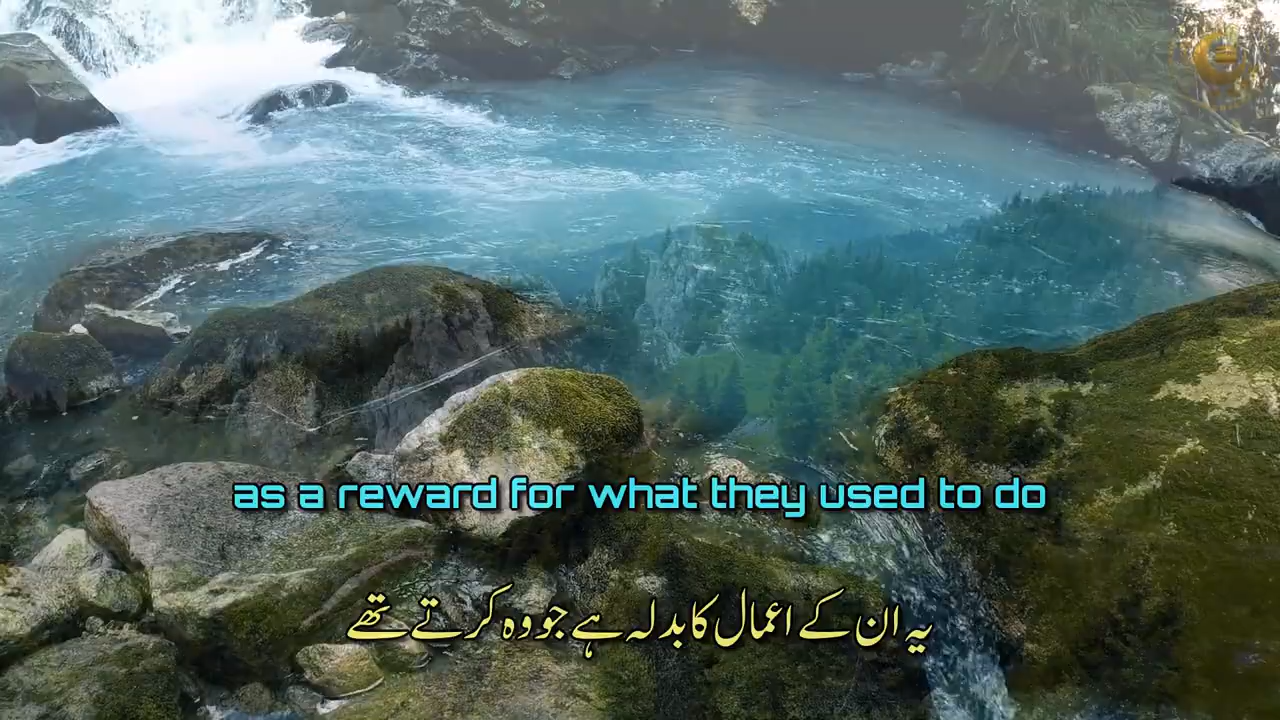 as a reward for what they used to do
یہ ان کے اعمال کا بدلہ ہے جو وہ کرتے تھے